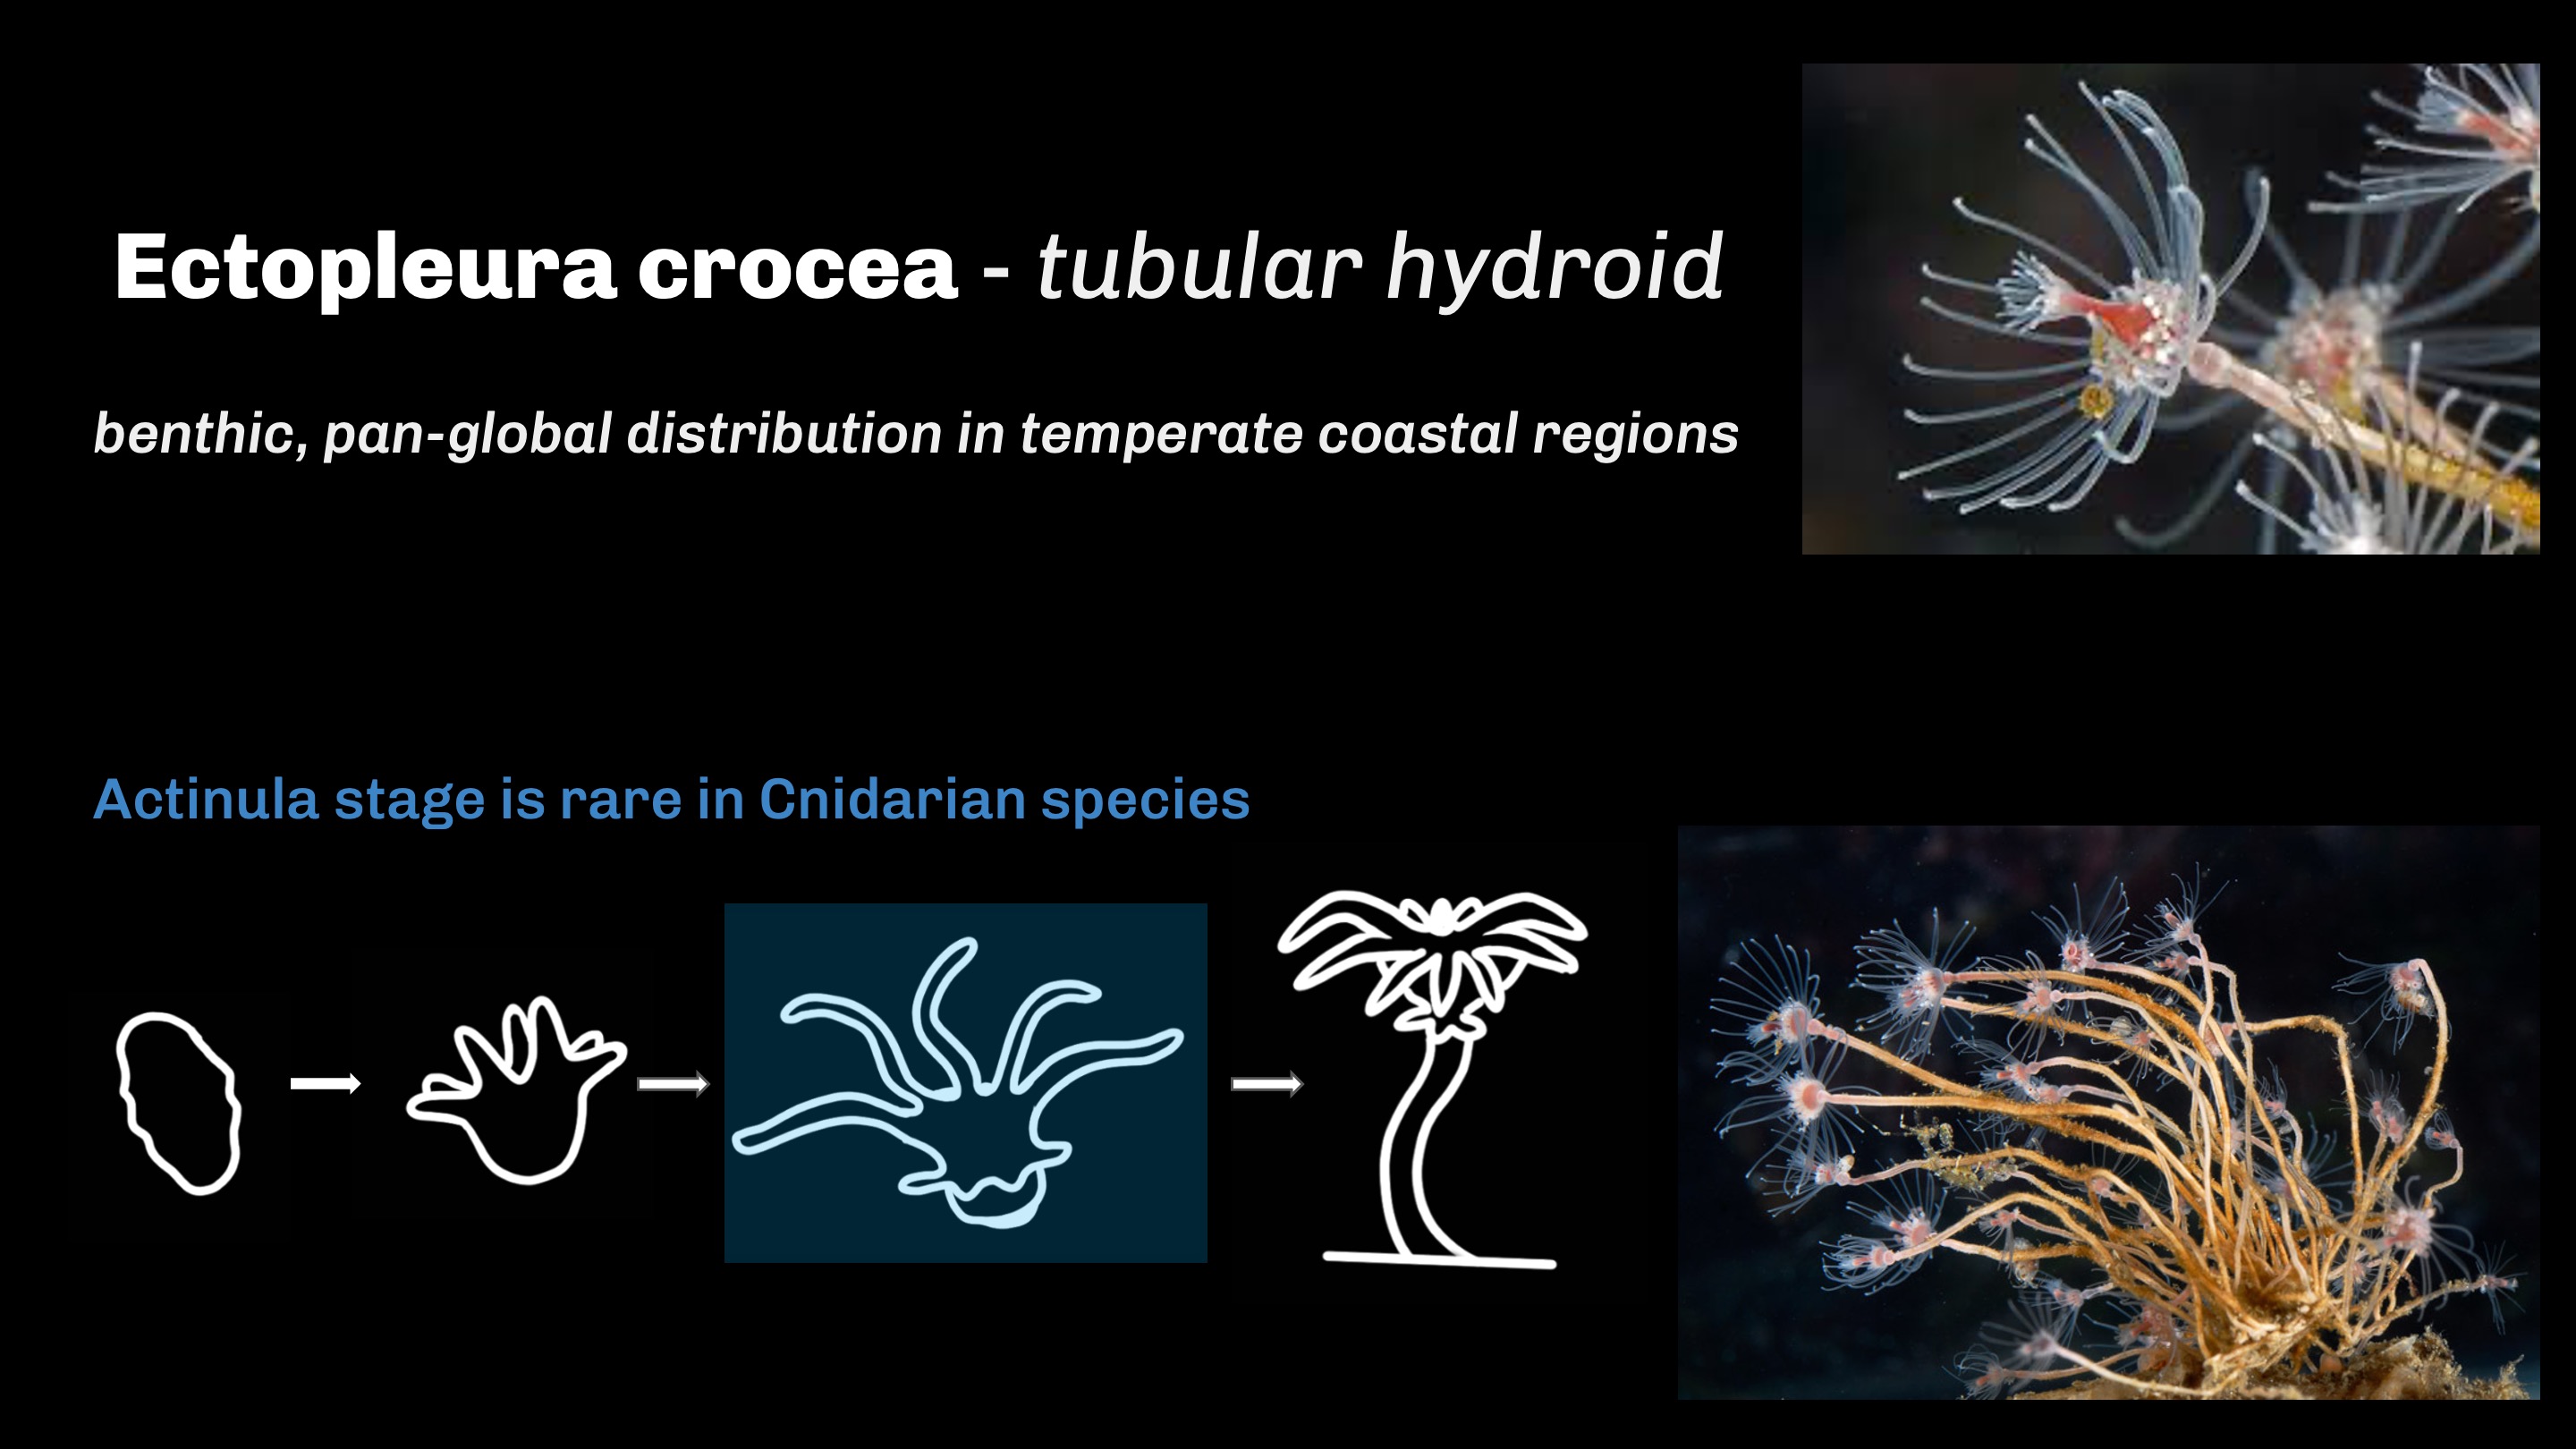 Ectopleura crocea - tubular hydroid
benthic, pan-global distribution in temperate coastal regions
Actinula stage is rare in Cnidarian species